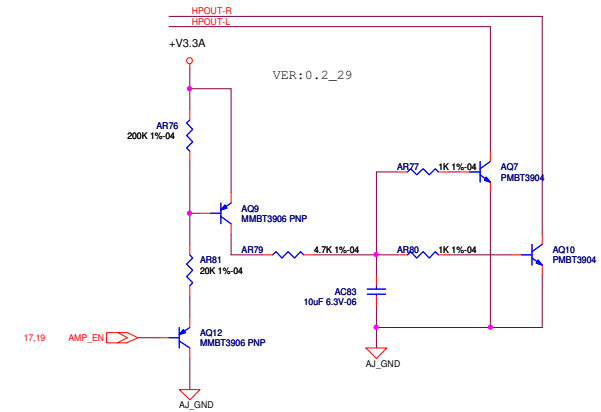 HPOUT-R
HPOUT-L
+V3.3A
VER:0.2_29
AR76
200K 1%-04
AR77 1K 1%-04
AQ7
PMBT3904
AQ9
MMBT3906 PNP
AR79 4.7K 1%-04
AR80 1K 1%-04
AQ10
PMBT3904
AR81
20K 1%-04
AC83
10uF 6.3V-06
17,19 AMP_EN
AQ12
MMBT3906 PNP
AJ_GND
AJ_GND